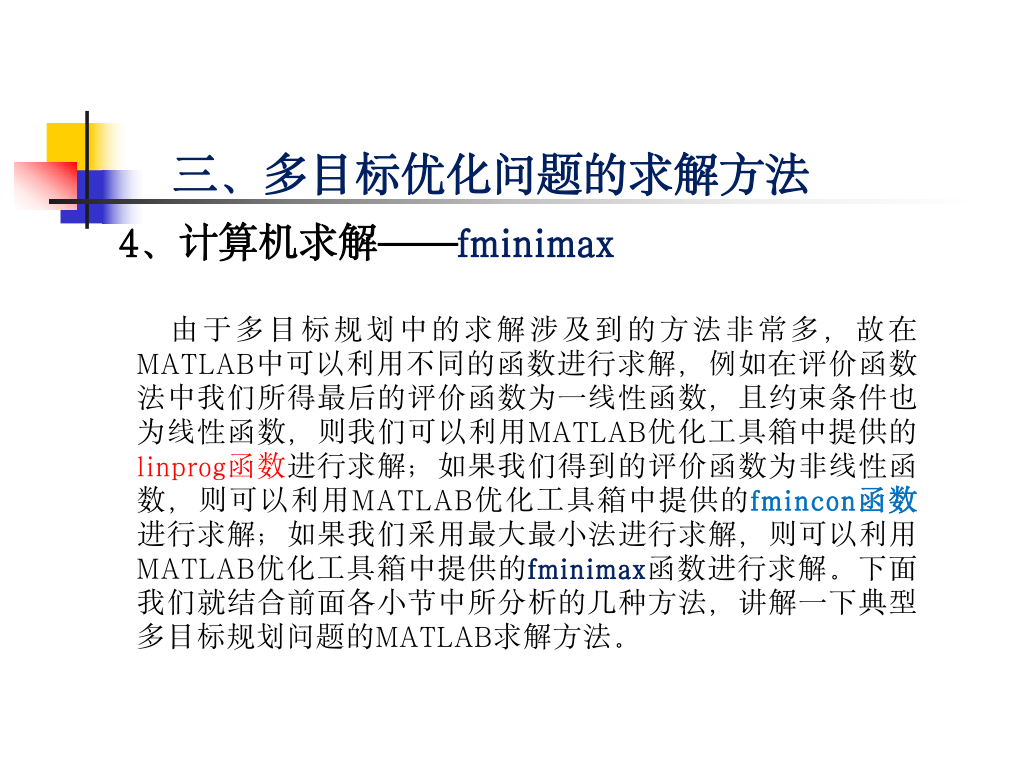 三、多目标优化问题的求解方法
4、计算机求解——fminimax
由于多目标规划中的求解涉及到的方法非常多，故在
MATLAB中可以利用不同的函数进行求解，例如在评价函数
法中我们所得最后的评价函数为一线性函数，且约束条件也
为线性函数，则我们可以利用MATLAB优化工具箱中提供的
linprog函数进行求解；如果我们得到的评价函数为非线性函
数，则可以利用MATLAB优化工具箱中提供的fmincon函数
进行求解；如果我们采用最大最小法进行求解，则可以利用
MATLAB优化工具箱中提供的fminimax函数进行求解。下面
我们就结合前面各小节中所分析的几种方法，讲解一下典型
多目标规划问题的MATLAB求解方法。